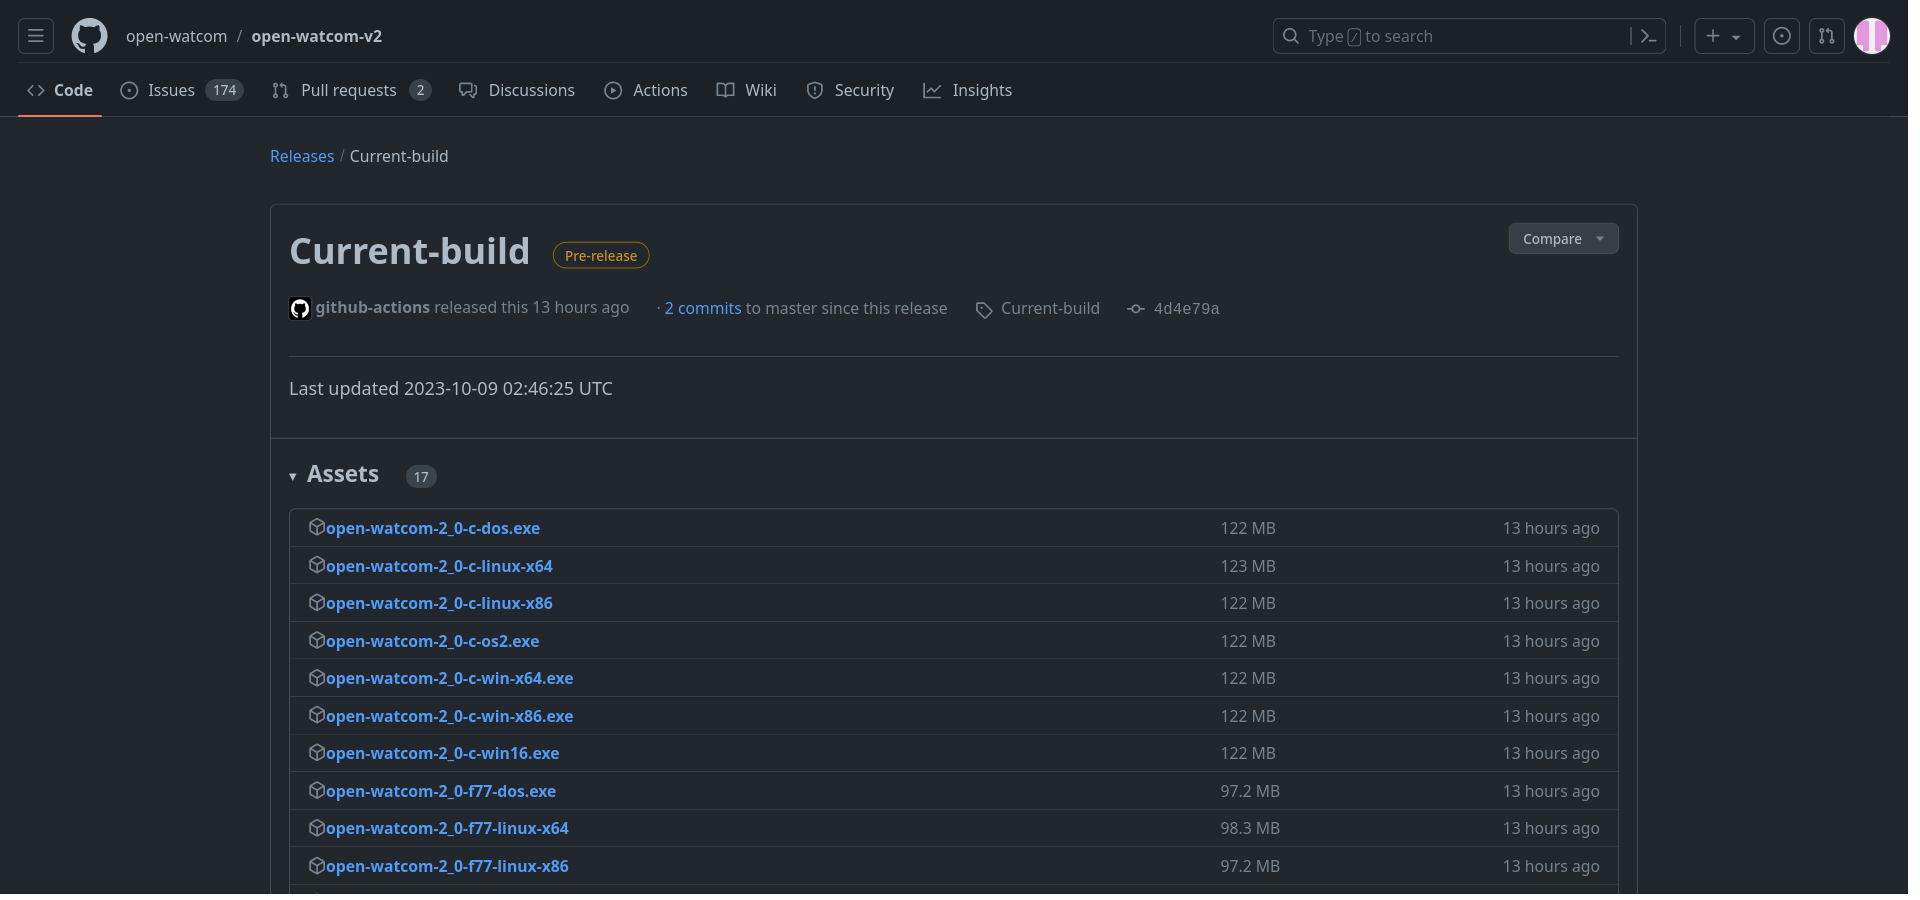 open-watcom / open-watcom-v2 Type / to search
Code Issues 174 Pull requests 2 Discussions Actions Wiki Security Insights
Releases / Current-build
Current-build Pre-release Compare
github-actions released this 13 hours ago · 2 commits to master since this release Current-build 4d4e79a
Last updated 2023-10-09 02:46:25 UTC
Assets 17
open-watcom-2_0-c-dos.exe 122 MB 13 hours ago
open-watcom-2_0-c-linux-x64 123 MB 13 hours ago
open-watcom-2_0-c-linux-x86 122 MB 13 hours ago
open-watcom-2_0-c-os2.exe 122 MB 13 hours ago
open-watcom-2_0-c-win-x64.exe 122 MB 13 hours ago
open-watcom-2_0-c-win-x86.exe 122 MB 13 hours ago
open-watcom-2_0-c-win16.exe 122 MB 13 hours ago
open-watcom-2_0-f77-dos.exe 97.2 MB 13 hours ago
open-watcom-2_0-f77-linux-x64 98.3 MB 13 hours ago
open-watcom-2_0-f77-linux-x86 97.2 MB 13 hours ago